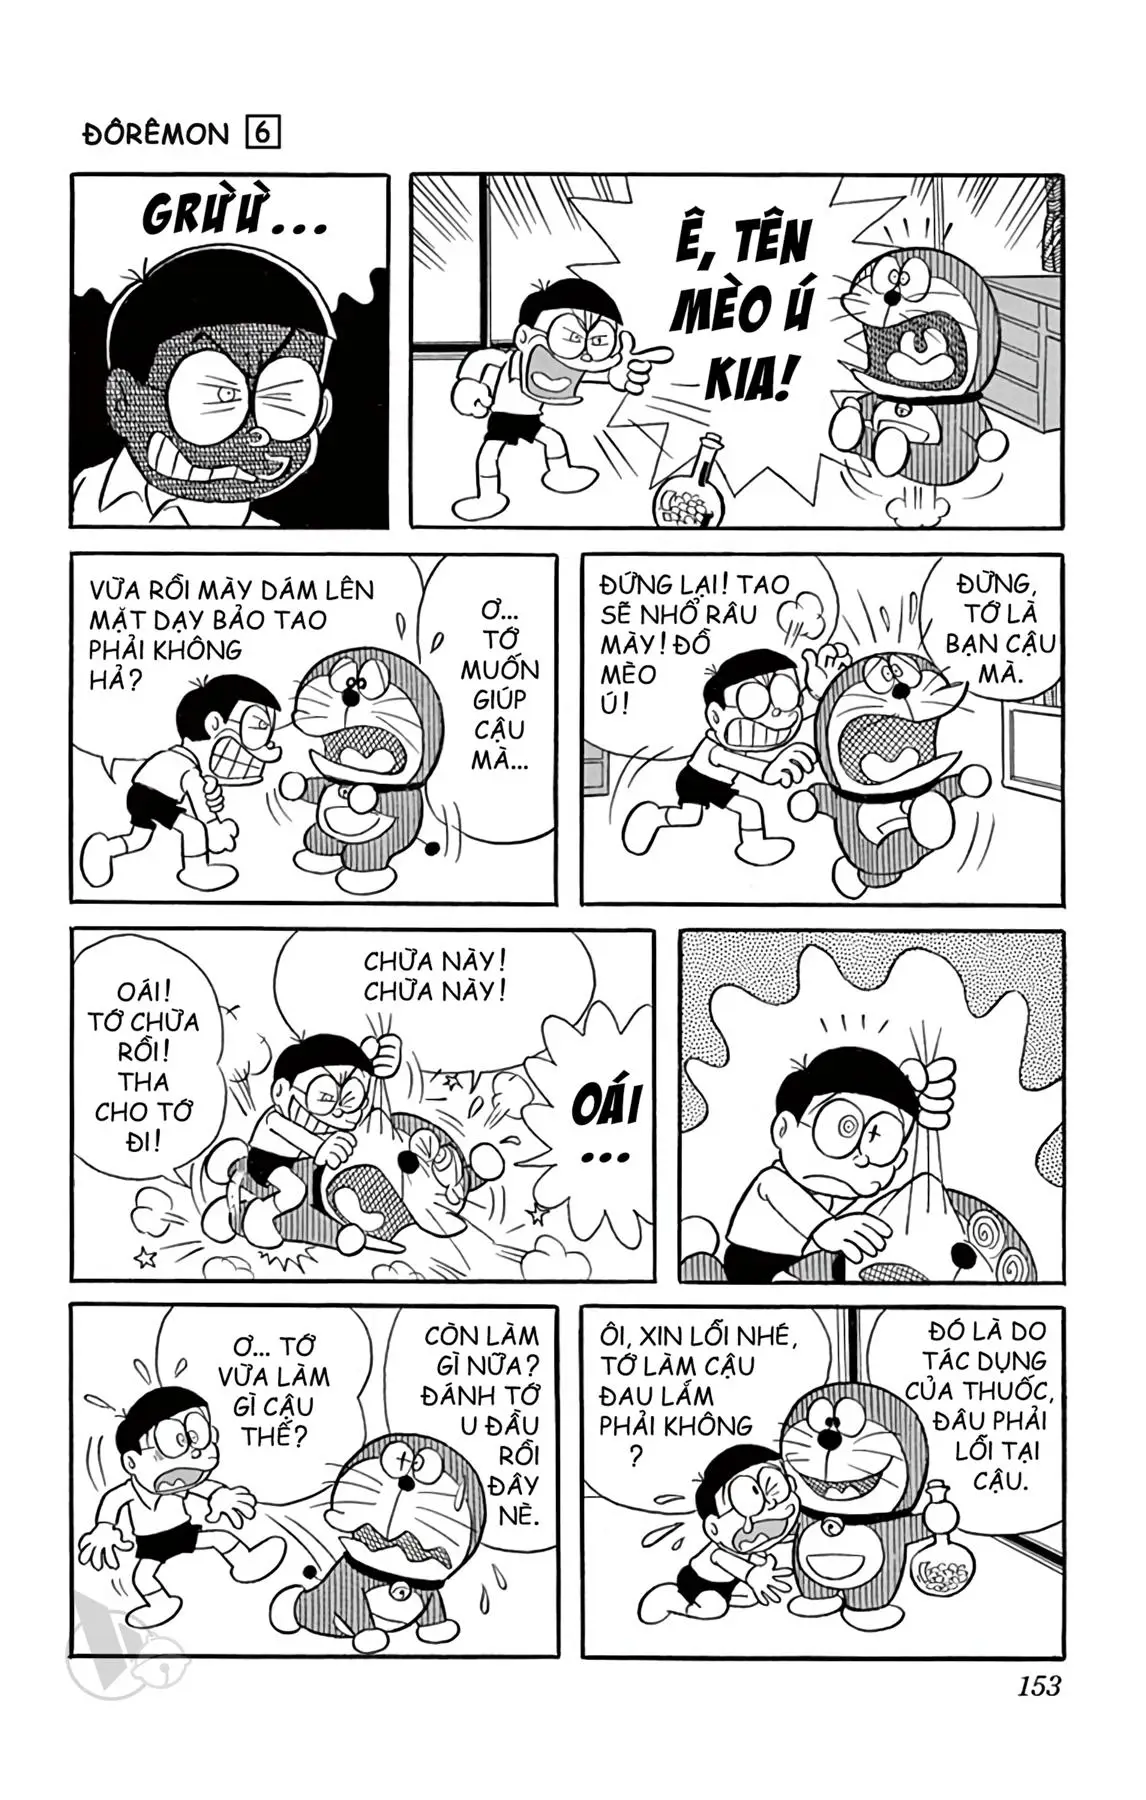 ĐÔRÊMON 6
GRỪỪ...
Ê, TÊN
MÈO Ú
KIA!
VỪA RỒI MÀY DÁM LÊN
MẶT DẠY BẢO TAO
PHẢI KHÔNG
HẢ?
Ơ...
TỚ
MUỐN
GIÚP
CẬU
MÀ...
ĐỨNG LẠI! TAO
SẼ NHỔ RÂU
MÀY! ĐỒ
MÈO
Ú!
ĐỪNG,
TỚ LÀ
BẠN CẬU
MÀ.
OÁI!
TỚ CHỪA
RỒI!
THA
CHO TỚ
ĐI!
CHỪA NÀY!
CHỪA NÀY!
OÁI
...
Ơ... TỚ
VỪA LÀM
GÌ CẬU
THẾ?
CÒN LÀM
GÌ NỮA?
ĐÁNH TỚ
U ĐẦU
RỒI
ĐÂY
NÈ.
ÔI, XIN LỖI NHÉ,
TỚ LÀM CẬU
ĐAU LẮM
PHẢI KHÔNG
?
ĐÓ LÀ DO
TÁC DỤNG
CỦA THUỐC,
ĐÂU PHẢI
LỖI TẠI
CẬU.
153